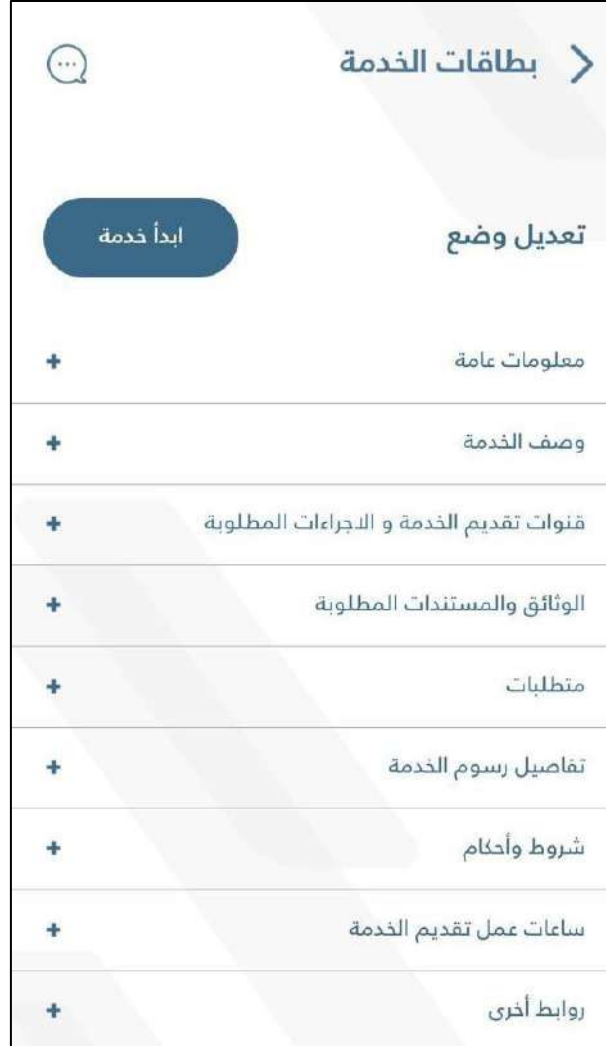 بطاقات الخدمة
تعديل وضع
ابدأ خدمة
معلومات عامة
وصف الخدمة
قنوات تقديم الخدمة و الاجراءات المطلوبة
الوثائق والمستندات المطلوبة
متطلبات
تفاصيل رسوم الخدمة
شروط وأحكام
ساعات عمل تقديم الخدمة
روابط أخرى